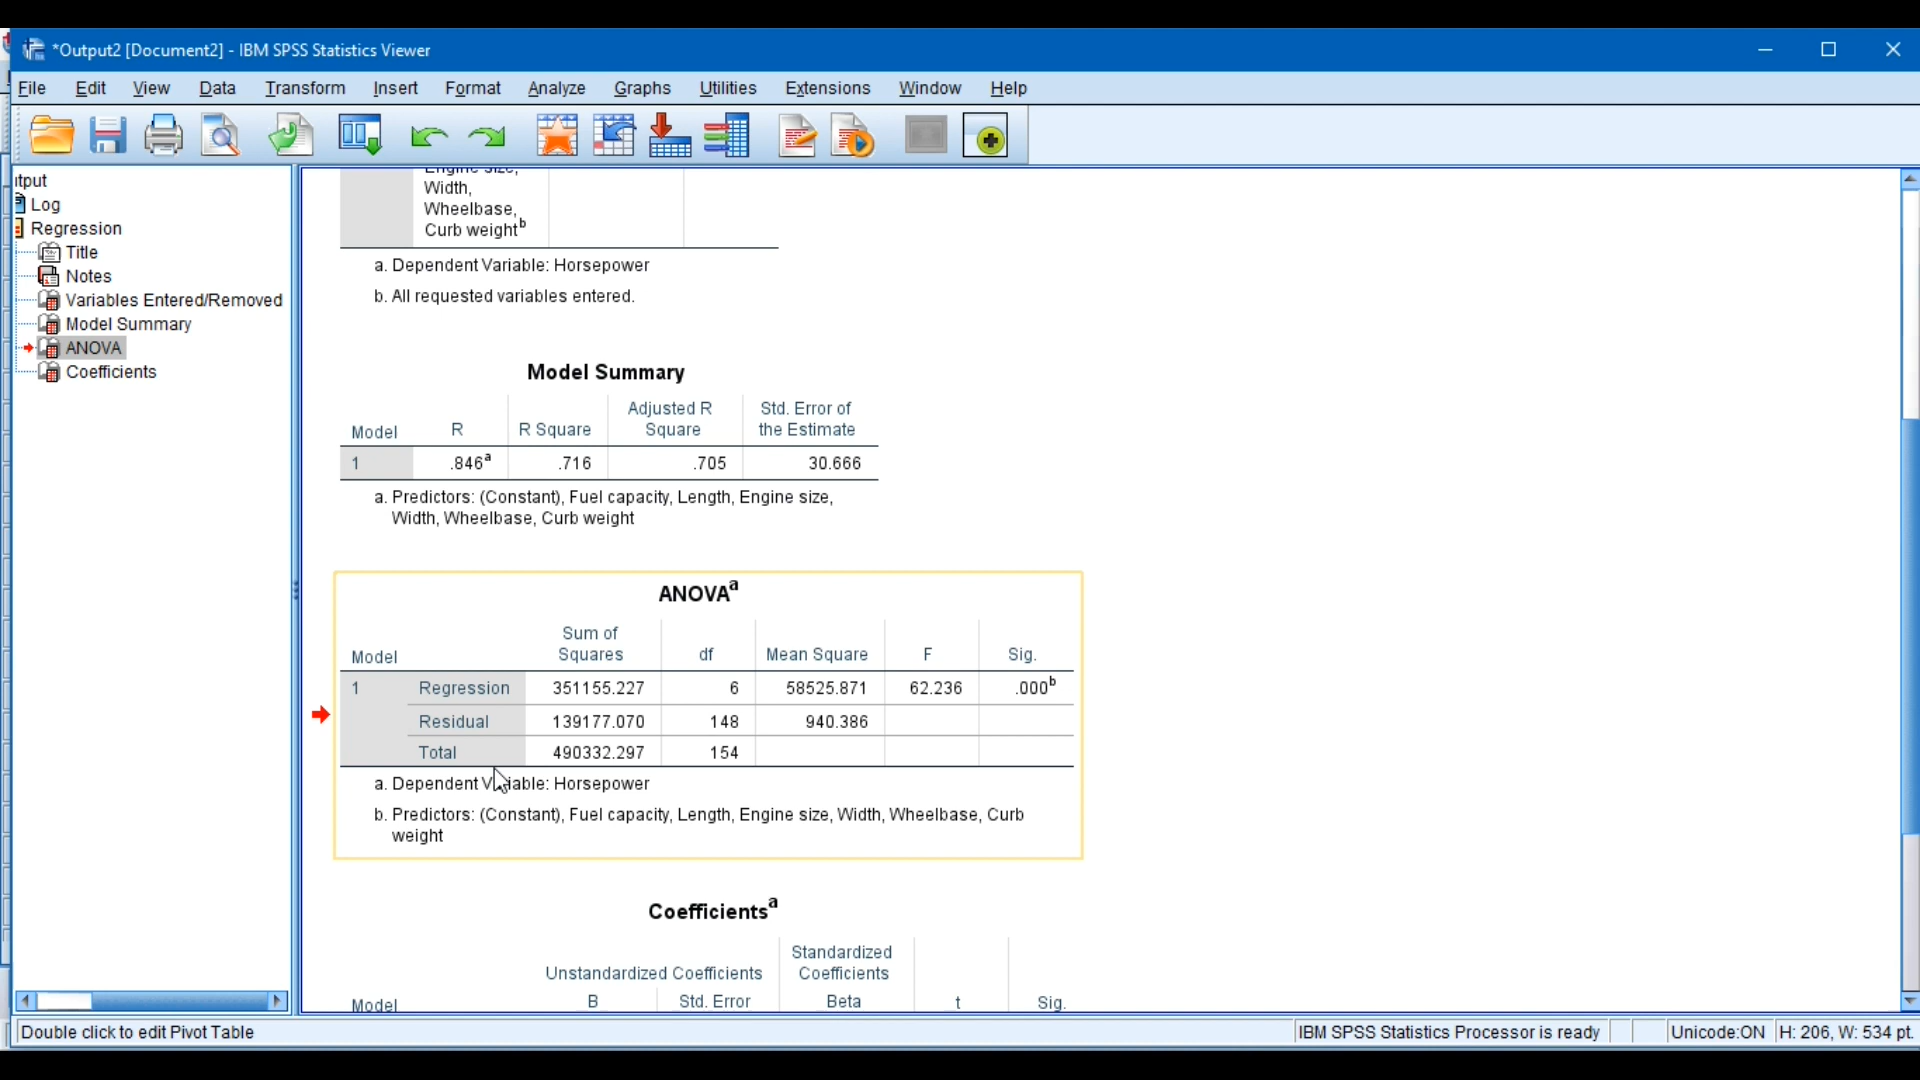 *Output2 [Document2] - IBM SPSS Statistics Viewer
File Edit View Data Transform Insert Format Analyze Graphs Utilities Extensions Window Help
tput
Log
Regression
Title
Notes
Variables Entered/Removed
Model Summary
ANOVA
Coefficients
Engine size,
Width,
Wheelbase,
Curb weight b
a. Dependent Variable: Horsepower
b. All requested variables entered.
Model Summary
Model R R Square Adjusted R Square Std. Error of the Estimate
1 .846a .716 .705 30.666
a. Predictors: (Constant), Fuel capacity, Length, Engine size,
Width, Wheelbase, Curb weight
ANOVAa
Model Sum of Squares df Mean Square F Sig.
1 Regression 351155.227 6 58525.871 62.236 .000b
Residual 139177.070 148 940.386
Total 490332.297 154
a. Dependent Variable: Horsepower
b. Predictors: (Constant), Fuel capacity, Length, Engine size, Width, Wheelbase, Curb
weight
Coefficientsa
Unstandardized Coefficients Standardized Coefficients
Model B Std. Error Beta t Sig.
Double click to edit Pivot Table IBM SPSS Statistics Processor is ready Unicode:ON H: 206, W: 534 pt.